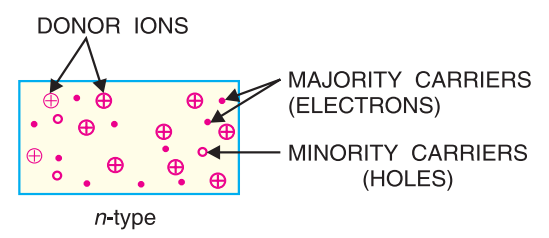 DONOR IONS
MAJORITY CARRIERS
(ELECTRONS)
MINORITY CARRIERS
(HOLES)
n-type